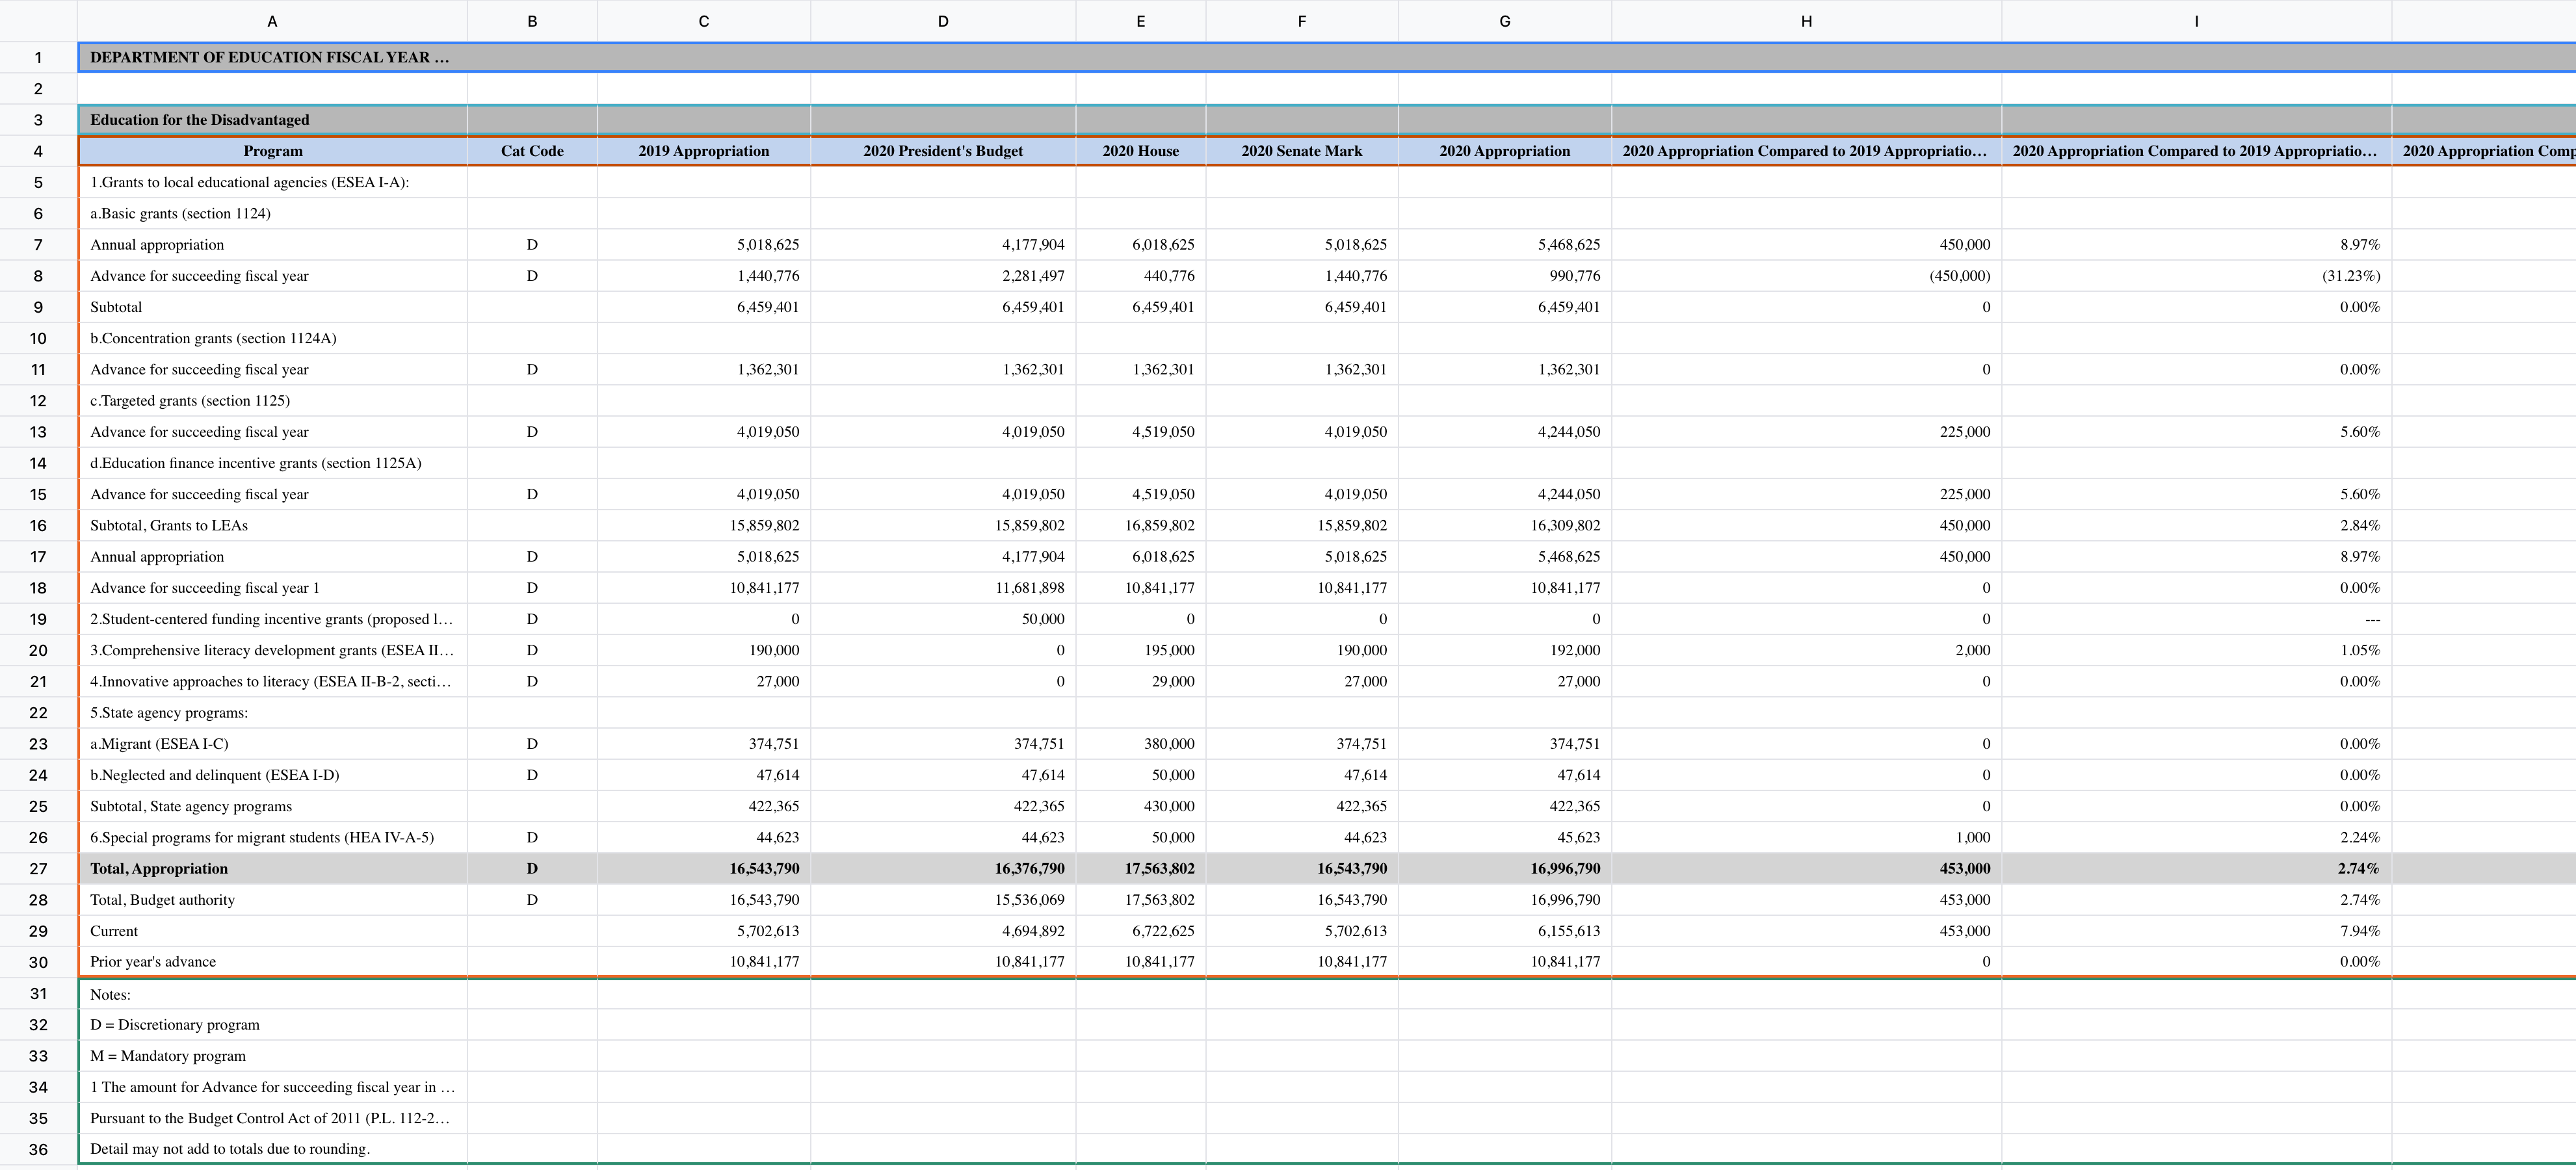 A B C D E F G H I
1 DEPARTMENT OF EDUCATION FISCAL YEAR …
2
3 Education for the Disadvantaged
4 Program Cat Code 2019 Appropriation 2020 President's Budget 2020 House 2020 Senate Mark 2020 Appropriation 2020 Appropriation Compared to 2019 Appropriatio… 2020 Appropriation Compared to 2019 Appropriatio… 2020 Appropriation Comp
5 1.Grants to local educational agencies (ESEA I-A):
6 a.Basic grants (section 1124)
7 Annual appropriation D 5,018,625 4,177,904 6,018,625 5,018,625 5,468,625 450,000 8.97%
8 Advance for succeeding fiscal year D 1,440,776 2,281,497 440,776 1,440,776 990,776 (450,000) (31.23%)
9 Subtotal 6,459,401 6,459,401 6,459,401 6,459,401 6,459,401 0 0.00%
10 b.Concentration grants (section 1124A)
11 Advance for succeeding fiscal year D 1,362,301 1,362,301 1,362,301 1,362,301 1,362,301 0 0.00%
12 c.Targeted grants (section 1125)
13 Advance for succeeding fiscal year D 4,019,050 4,019,050 4,519,050 4,019,050 4,244,050 225,000 5.60%
14 d.Education finance incentive grants (section 1125A)
15 Advance for succeeding fiscal year D 4,019,050 4,019,050 4,519,050 4,019,050 4,244,050 225,000 5.60%
16 Subtotal, Grants to LEAs 15,859,802 15,859,802 16,859,802 15,859,802 16,309,802 450,000 2.84%
17 Annual appropriation D 5,018,625 4,177,904 6,018,625 5,018,625 5,468,625 450,000 8.97%
18 Advance for succeeding fiscal year 1 D 10,841,177 11,681,898 10,841,177 10,841,177 10,841,177 0 0.00%
19 2.Student-centered funding incentive grants (proposed l… D 0 50,000 0 0 0 0 ---
20 3.Comprehensive literacy development grants (ESEA II… D 190,000 0 195,000 190,000 192,000 2,000 1.05%
21 4.Innovative approaches to literacy (ESEA II-B-2, secti… D 27,000 0 29,000 27,000 27,000 0 0.00%
22 5.State agency programs:
23 a.Migrant (ESEA I-C) D 374,751 374,751 380,000 374,751 374,751 0 0.00%
24 b.Neglected and delinquent (ESEA I-D) D 47,614 47,614 50,000 47,614 47,614 0 0.00%
25 Subtotal, State agency programs 422,365 422,365 430,000 422,365 422,365 0 0.00%
26 6.Special programs for migrant students (HEA IV-A-5) D 44,623 44,623 50,000 44,623 45,623 1,000 2.24%
27 Total, Appropriation D 16,543,790 16,376,790 17,563,802 16,543,790 16,996,790 453,000 2.74%
28 Total, Budget authority D 16,543,790 15,536,069 17,563,802 16,543,790 16,996,790 453,000 2.74%
29 Current 5,702,613 4,694,892 6,722,625 5,702,613 6,155,613 453,000 7.94%
30 Prior year's advance 10,841,177 10,841,177 10,841,177 10,841,177 10,841,177 0 0.00%
31 Notes:
32 D = Discretionary program
33 M = Mandatory program
34 1 The amount for Advance for succeeding fiscal year in …
35 Pursuant to the Budget Control Act of 2011 (P.L. 112-2…
36 Detail may not add to totals due to rounding.